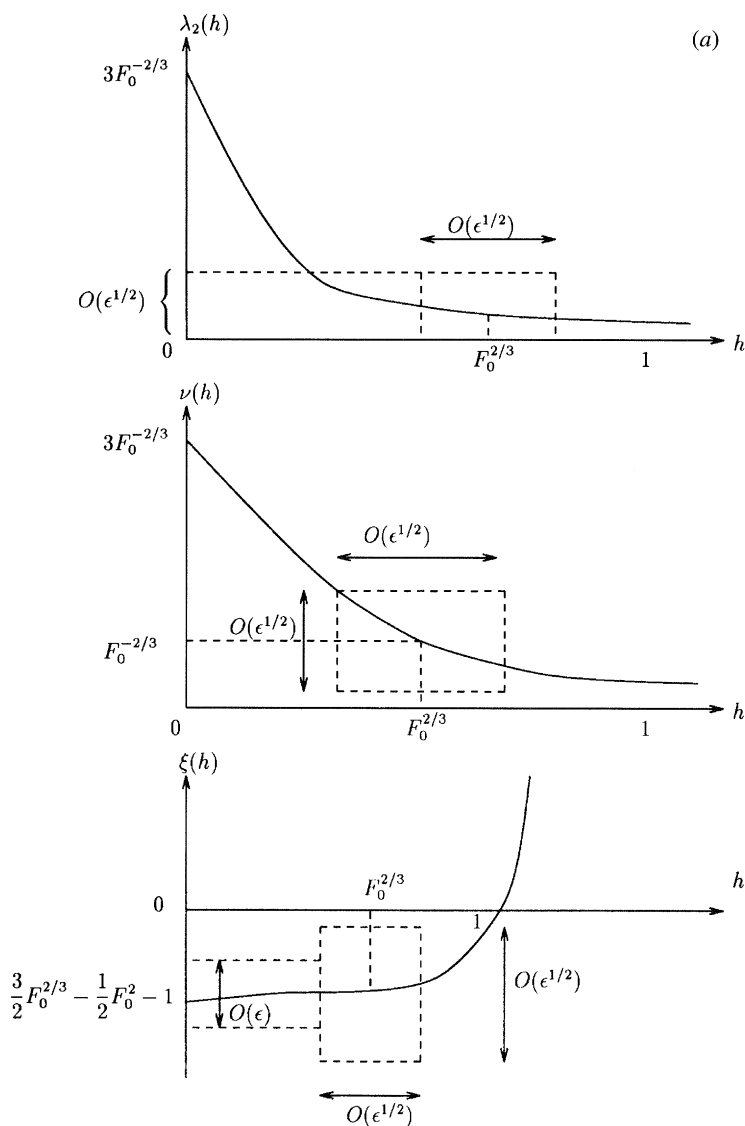 λ₂(h)
(a)
3F₀^{-2/3}
O(ϵ^{1/2})
O(ϵ^{1/2})
0
F₀^{2/3}
1
h
ν(h)
3F₀^{-2/3}
O(ϵ^{1/2})
O(ϵ^{1/2})
F₀^{-2/3}
0
F₀^{2/3}
1
h
ξ(h)
F₀^{2/3}
h
0
1
O(ϵ^{1/2})
\frac{3}{2}F₀^{2/3} − \frac{1}{2}F₀² − 1
O(ϵ)
O(ϵ^{1/2})